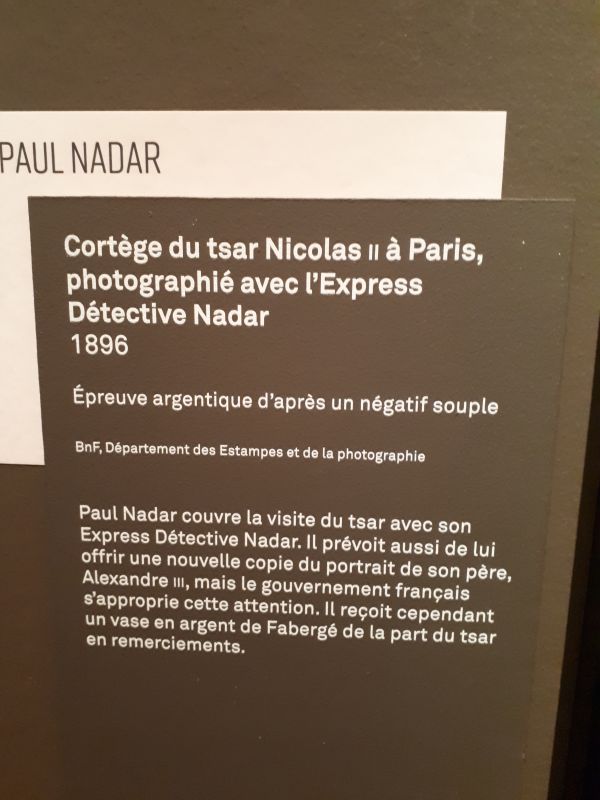 PAUL NADAR
Cortège du tsar Nicolas II à Paris,
photographié avec l'Express
Détective Nadar
1896
Épreuve argentique d'après un négatif souple
BnF, Département des Estampes et de la photographie
Paul Nadar couvre la visite du tsar avec son
Express Détective Nadar. Il prévoit aussi de lui
offrir une nouvelle copie du portrait de son père,
Alexandre III, mais le gouvernement français
s'approprie cette attention. Il reçoit cependant
un vase en argent de Fabergé de la part du tsar
en remerciements.